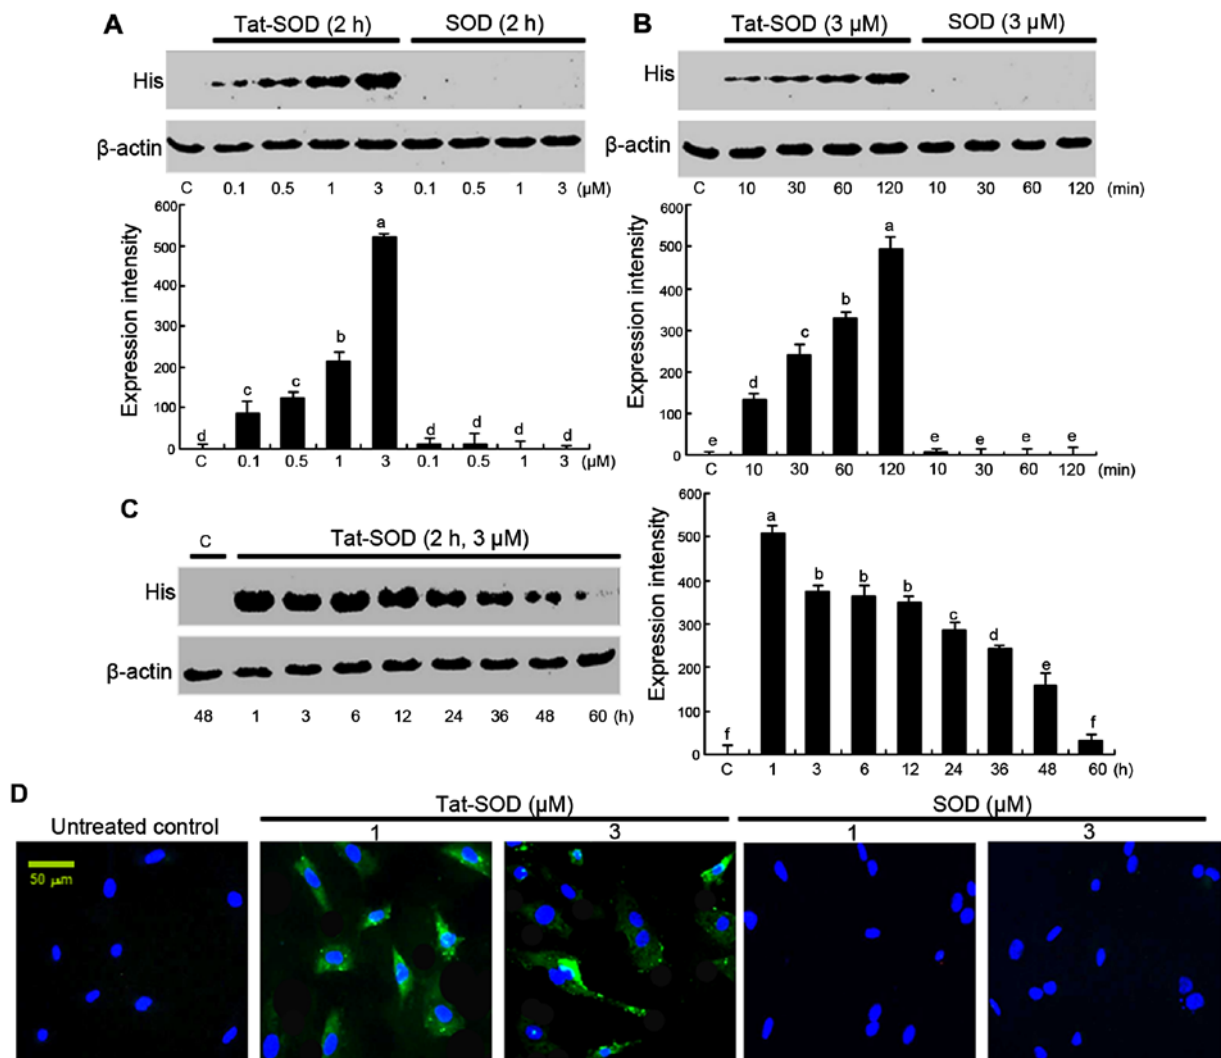 A
Tat-SOD (2 h) SOD (2 h)
His
β-actin
C 0.1 0.5 1 3 0.1 0.5 1 3 (μM)
Expression intensity
600
500
400
300
200
100
0
d c c b a d d d d
C 0.1 0.5 1 3 0.1 0.5 1 3 (μM)
B
Tat-SOD (3 μM) SOD (3 μM)
His
β-actin
C 10 30 60 120 10 30 60 120 (min)
Expression intensity
600
500
400
300
200
100
0
e d c b a e e e e
C 10 30 60 120 10 30 60 120 (min)
C
C Tat-SOD (2 h, 3 μM)
His
β-actin
48 1 3 6 12 24 36 48 60 (h)
Expression intensity
600
500
400
300
200
100
0
f a b b b c d e f
C 1 3 6 12 24 36 48 60 (h)
D
Tat-SOD (μM) SOD (μM)
Untreated control 1 3 1 3
50 μm